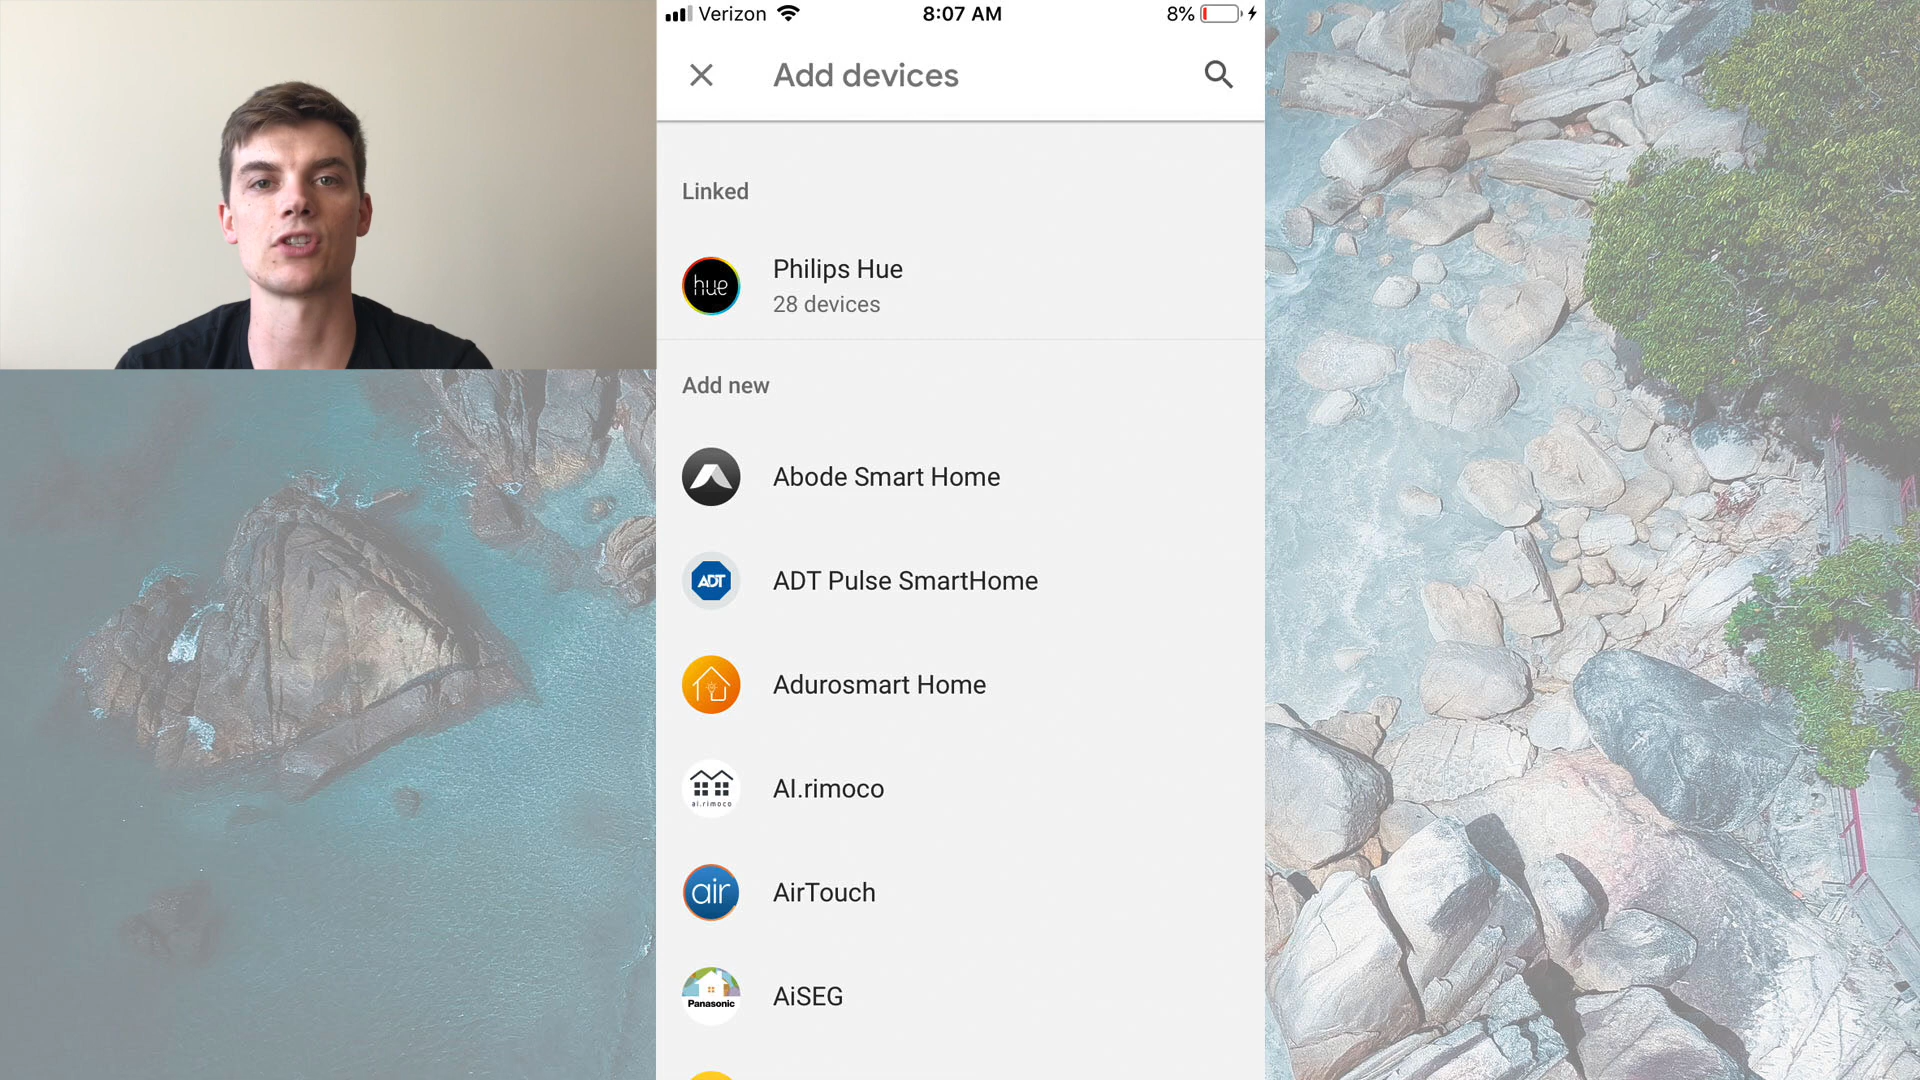 Verizon 8:07 AM 8%
Add devices
Linked
hue
Philips Hue
28 devices
Add new
Abode Smart Home
ADT
ADT Pulse SmartHome
Adurosmart Home
ai.rimoco
AI.rimoco
air
AirTouch
Panasonic
AiSEG